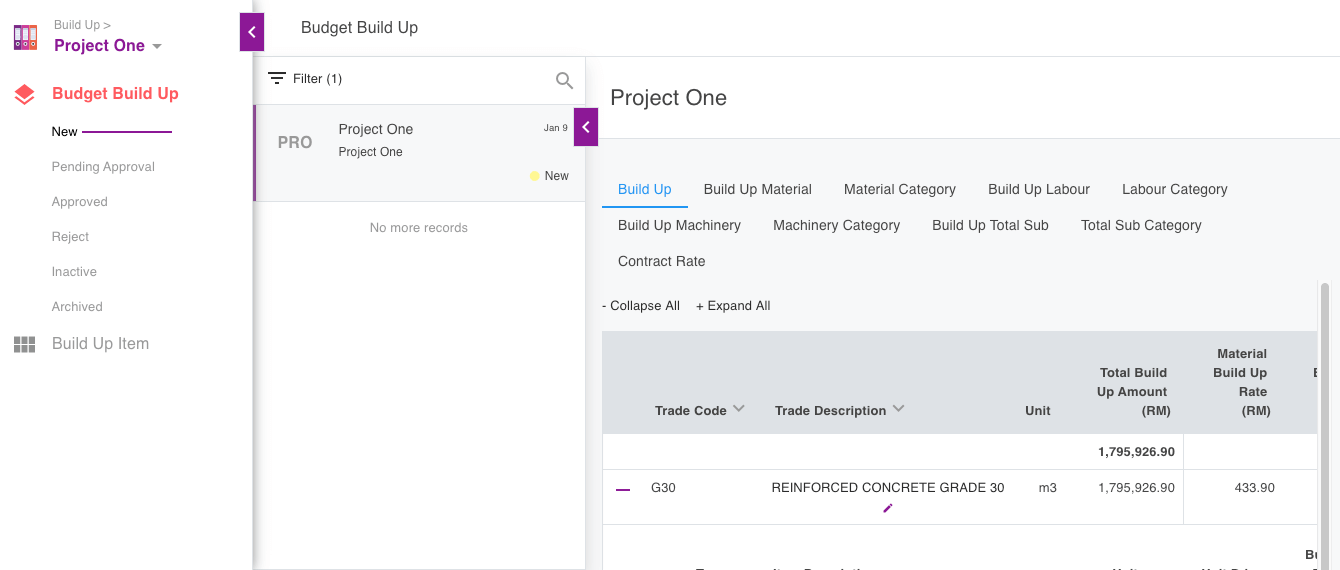 Build Up >
Project One
Budget Build Up
New
Pending Approval
Approved
Reject
Inactive
Archived
Build Up Item
Budget Build Up
Filter (1)
PRO
Project One
Jan 9
Project One
New
No more records
Project One
Build Up Build Up Material Material Category Build Up Labour Labour Category
Build Up Machinery Machinery Category Build Up Total Sub Total Sub Category
Contract Rate
- Collapse All + Expand All
Trade Code
Trade Description
Unit
Total Build
Up Amount
(RM)
Material
Build Up
Rate
(RM)
1,795,926.90
G30 REINFORCED CONCRETE GRADE 30 m3 1,795,926.90 433.90